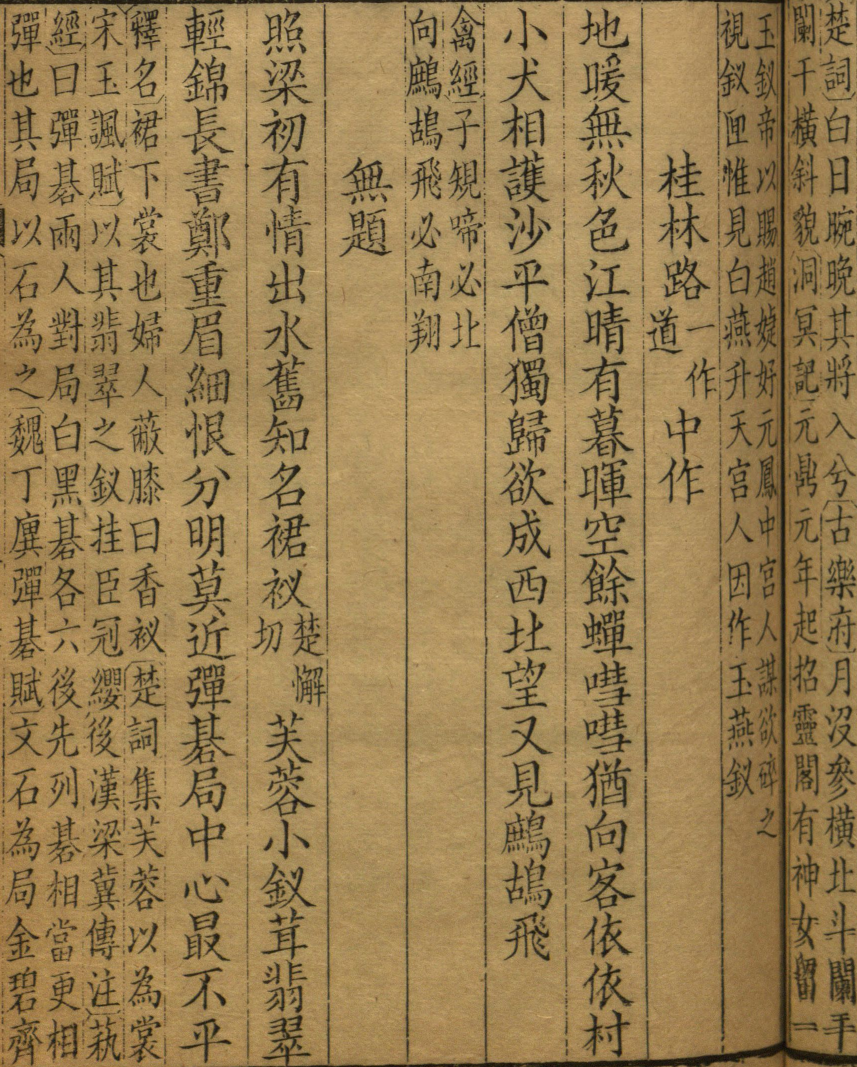 楚詞白日晼晚其將入兮古樂府月没參橫北斗闌干
闌干橫斜貌洞冥記元鼎元年起招靈閣有神女留一
玉釵帝以賜趙婕妤元鳳中宮人謀欲碎之
視釵匣惟見白燕升天宮人因作玉燕釵
桂林路一作道中作
地暖無秋色江晴有暮暉空餘蟬嘒嘒猶向客依依村
小犬相護沙平僧獨歸欲成西北望又見鷓鴣飛
禽經子規啼必北
向鷓鴣飛必南翔
無題
照梁初有情出水舊知名裙衩楚懈切芙蓉小釵茸翡翠
輕錦長書鄭重眉細恨分明莫近彈碁局中心最不平
釋名裙下裳也婦人蔽膝曰香衩楚詞集芙蓉以為裳
宋玉諷賦以其翡翠之釵挂臣冠纓後漢梁冀傳注藝
經曰彈碁兩人對局白黑碁各六後先列碁相當更相
彈也其局以石為之魏丁廙彈碁賦文石為局金碧齊